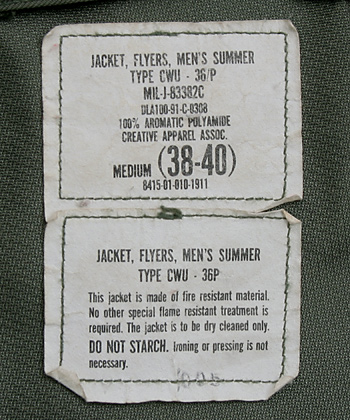 JACKET, FLYERS, MEN'S SUMMER
TYPE CWU - 36/P
MIL-J-83382C
DLA100-91-C-0308
100% AROMATIC POLYAMIDE
CREATIVE APPAREL ASSOC.
MEDIUM (38-40)
8415-01-010-1911
JACKET, FLYERS, MEN'S SUMMER
TYPE CWU - 36P
This jacket is made of fire resistant material.
No other special flame resistant treatment is
required. The jacket is to be dry cleaned only.
DO NOT STARCH. Ironing or pressing is not
necessary.